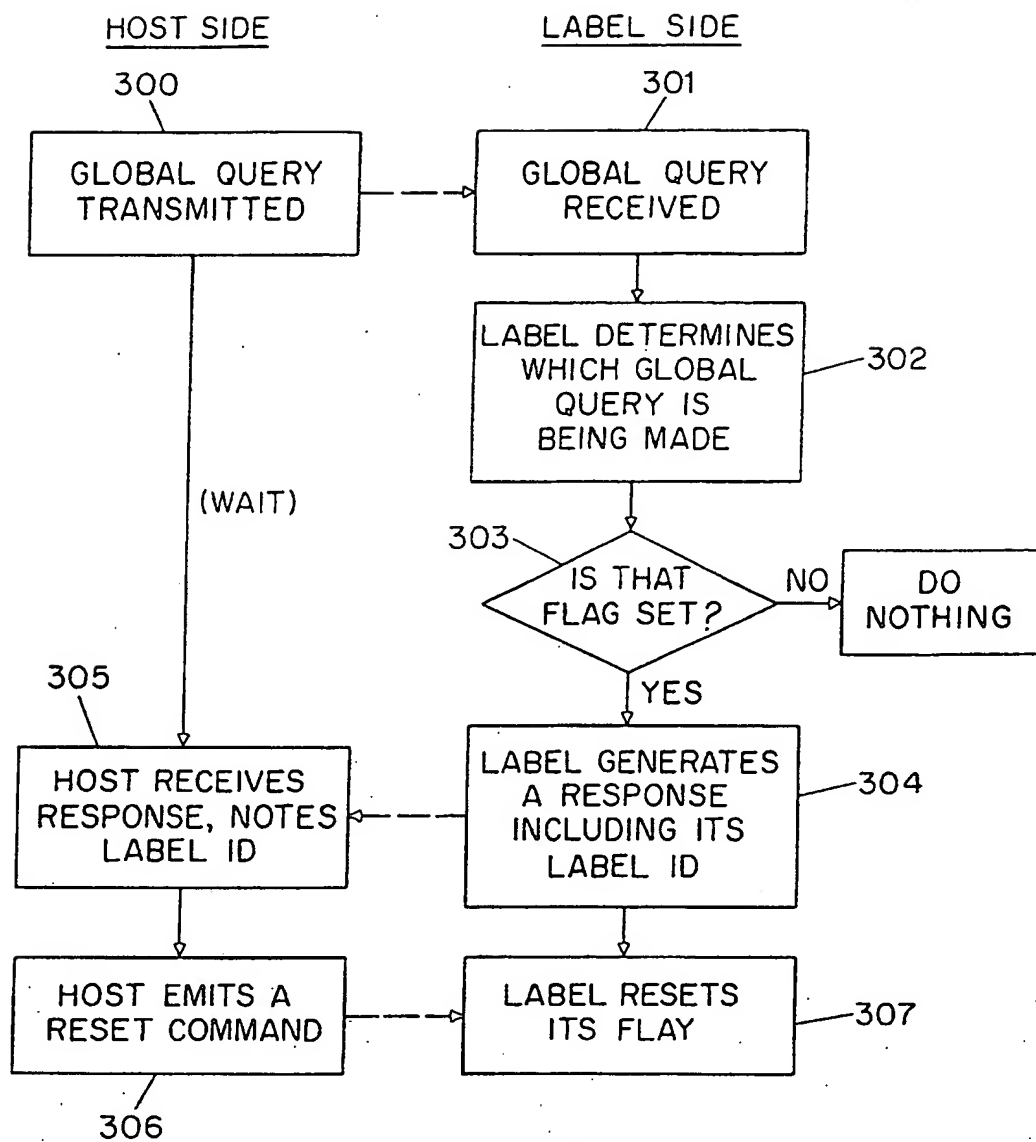 HOST SIDE
LABEL SIDE
300
301
GLOBAL QUERY
TRANSMITTED
GLOBAL QUERY
RECEIVED
LABEL DETERMINES
WHICH GLOBAL
QUERY IS
BEING MADE
302
(WAIT)
303
IS THAT
FLAG SET?
NO
DO
NOTHING
YES
305
HOST RECEIVES
RESPONSE, NOTES
LABEL ID
LABEL GENERATES
A RESPONSE
INCLUDING ITS
LABEL ID
304
HOST EMITS A
RESET COMMAND
LABEL RESETS
ITS FLAY
307
306